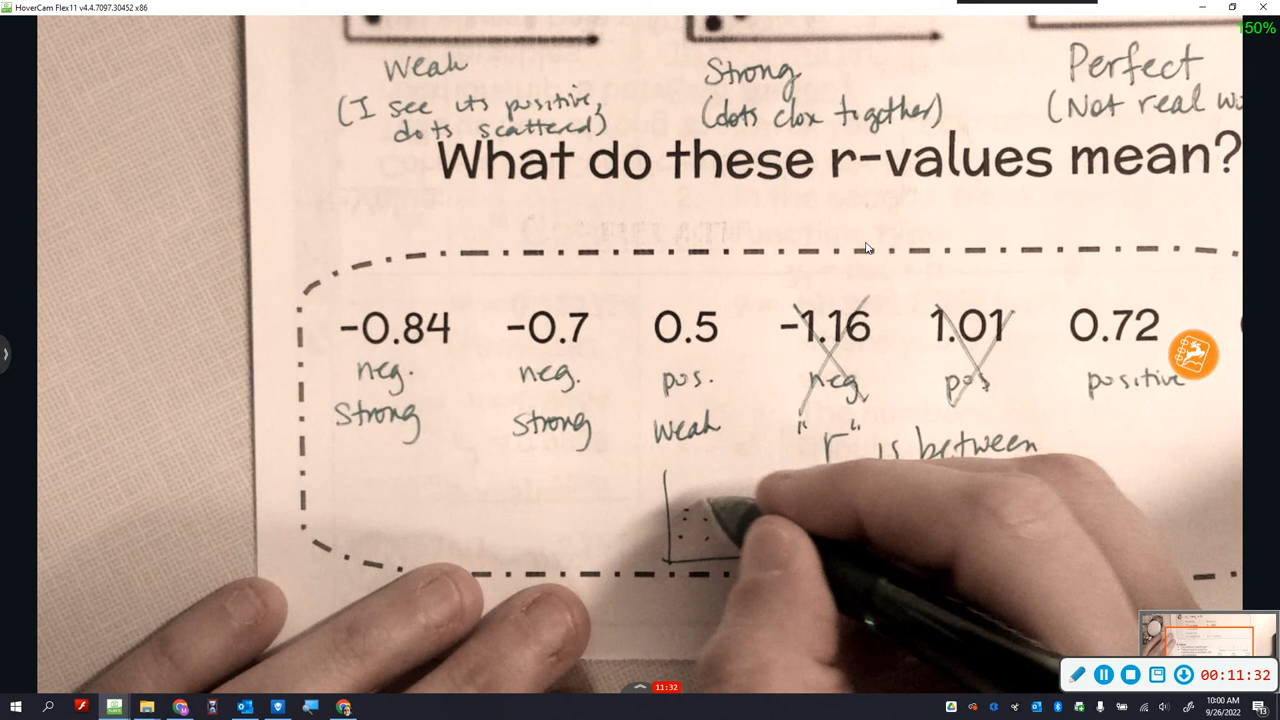 HoverCam Flex11 v4.4.7097.30452 x86
150%
Weak
Strong
Perfect
(I see its positive,
dots scattered)
(dots close together)
(Not real wo
What do these r-values mean?
-0.84 -0.7 0.5 -1.16 1.01 0.72
neg. neg. pos. neg pos positive
Strong Strong Weak
"r" is between
00:11:32
11:32
10:00 AM
9/26/2022